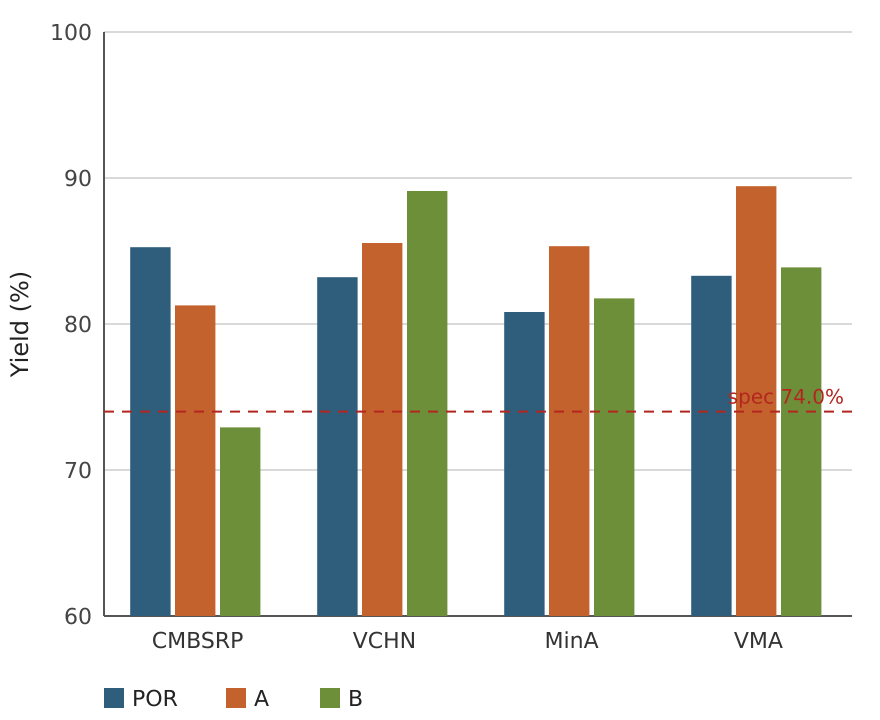 100
90
80
70
60
Yield (%)
spec 74.0%
CMBSRP VCHN MinA VMA
POR A B